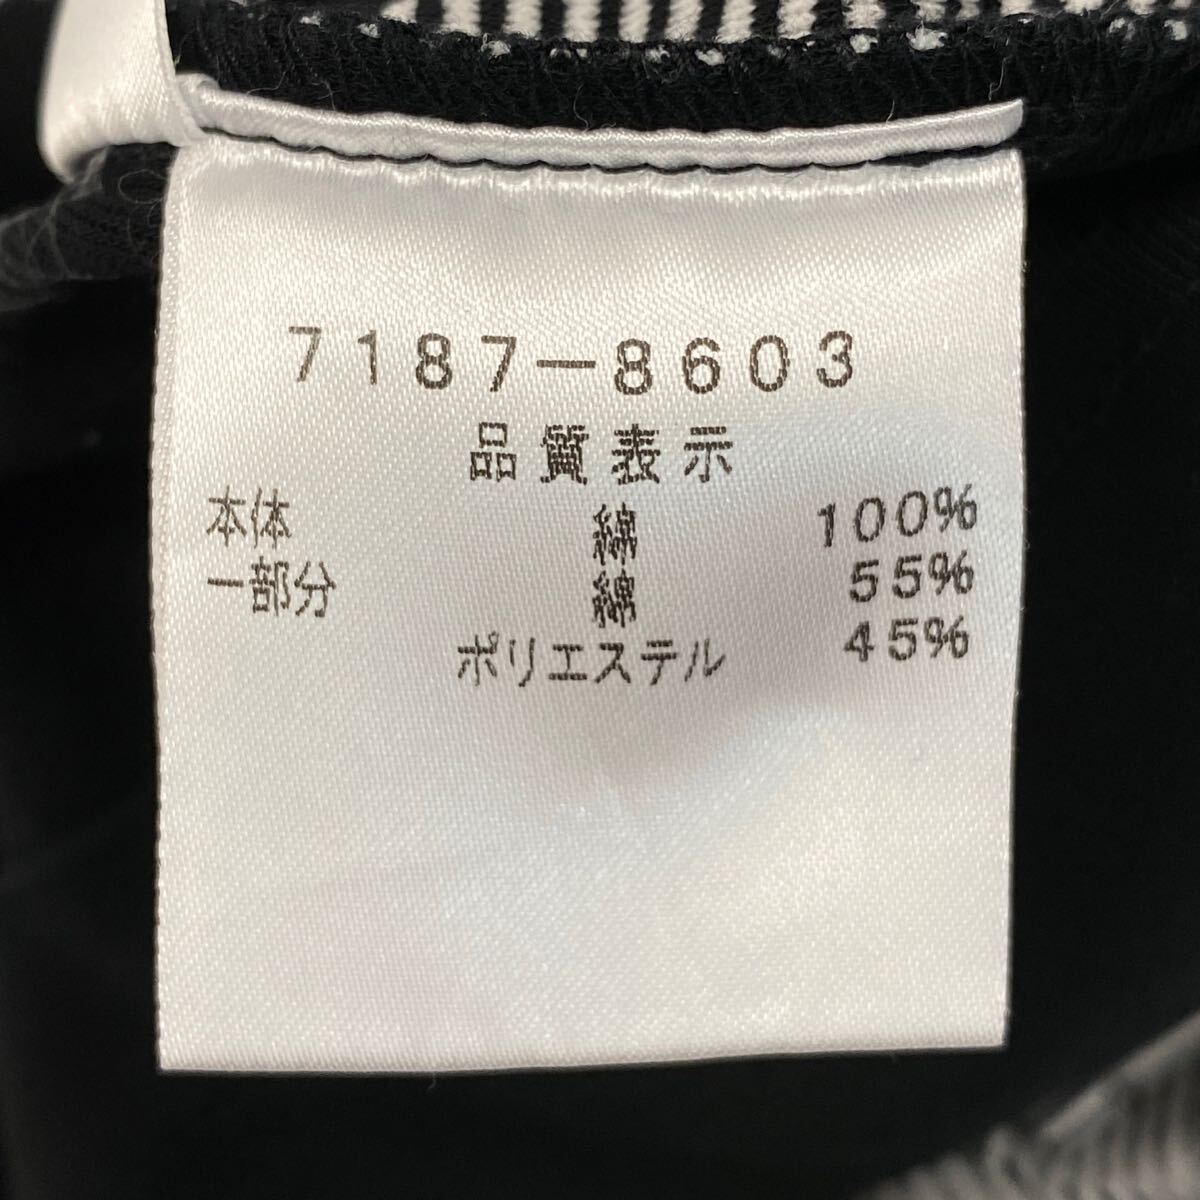 7187-8603
品質表示
本体 綿 100%
一部分 綿 55%
ポリエステル 45%